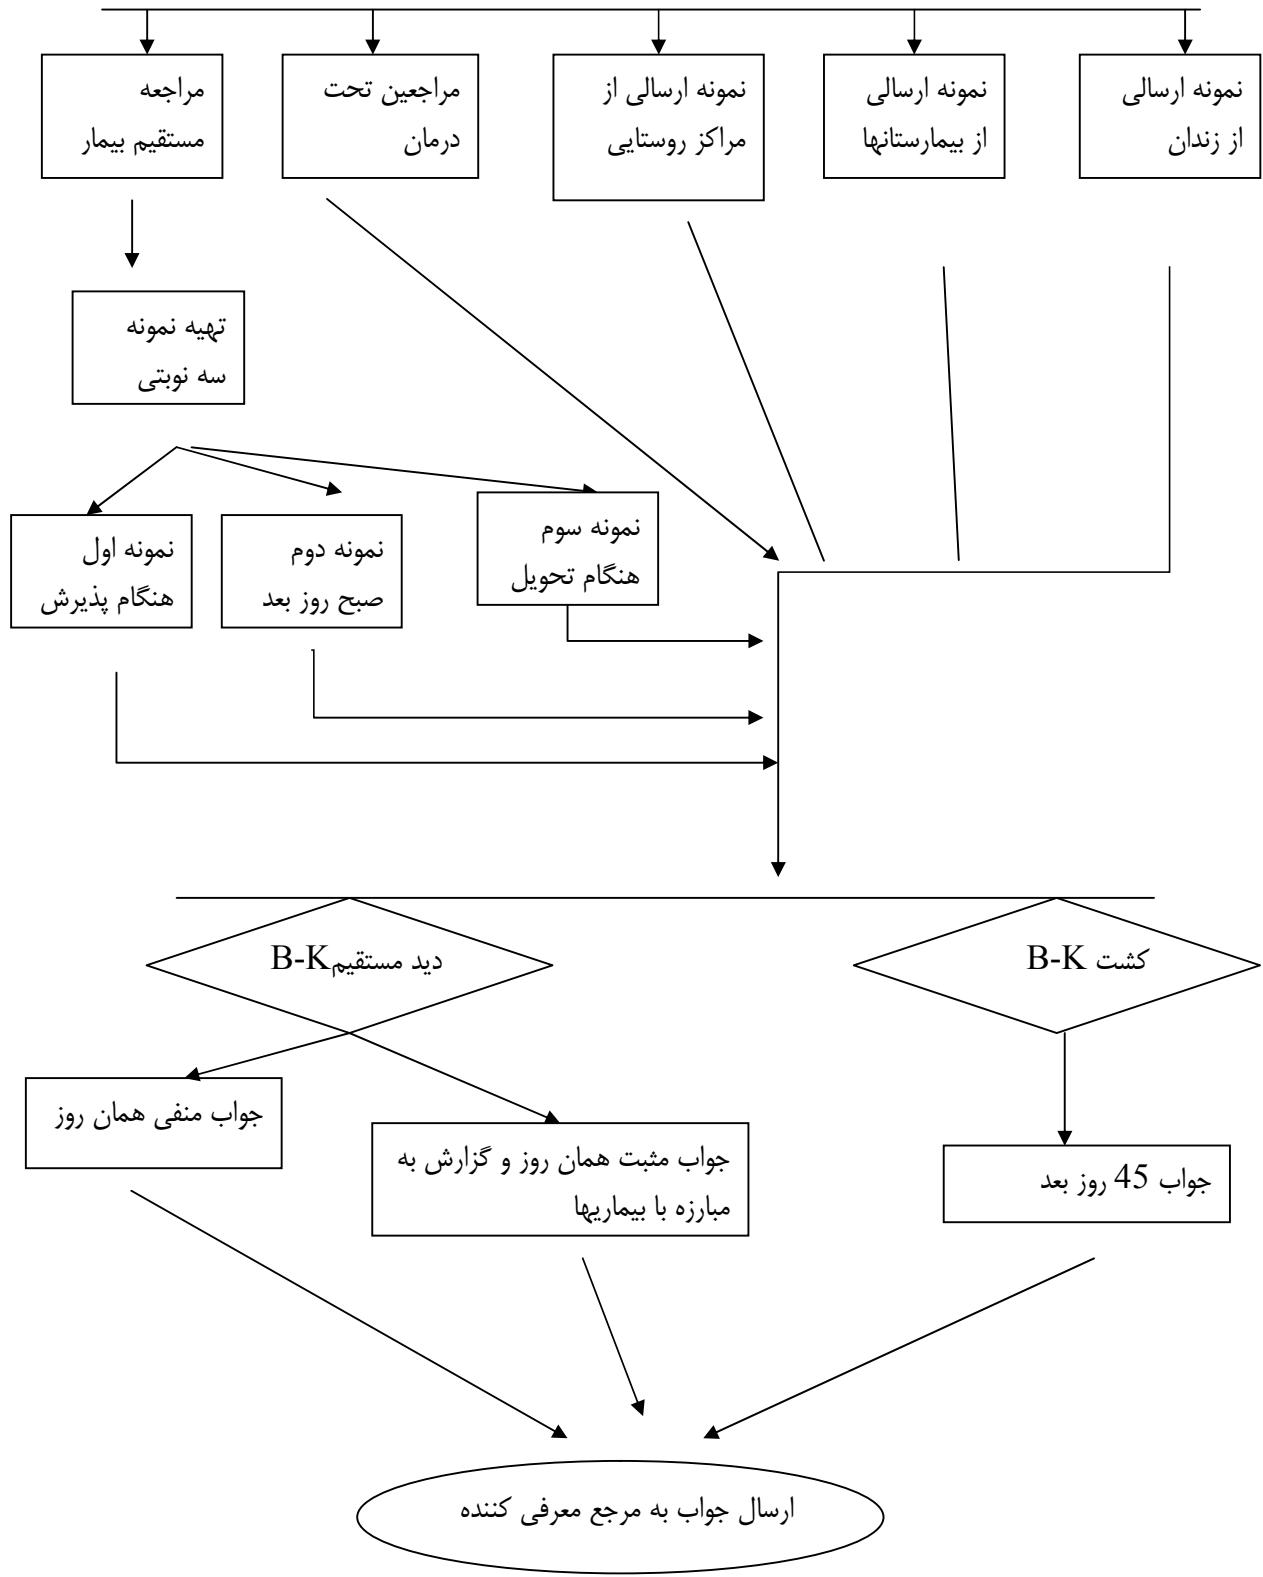 نمونه ارسالی
از زندان
نمونه ارسالی
از بیمارستانها
نمونه ارسالی از
مراکز روستایی
مراجعین تحت
درمان
مراجعه
مستقیم بیمار
تهیه نمونه
سه نوبتی
نمونه سوم
هنگام تحویل
نمونه دوم
صبح روز بعد
نمونه اول
هنگام پذیرش
کشت B-K
دید مستقیمB-K
جواب منفی همان روز
جواب مثبت همان روز و گزارش به
مبارزه با بیماریها
جواب 45 روز بعد
ارسال جواب به مرجع معرفی کننده